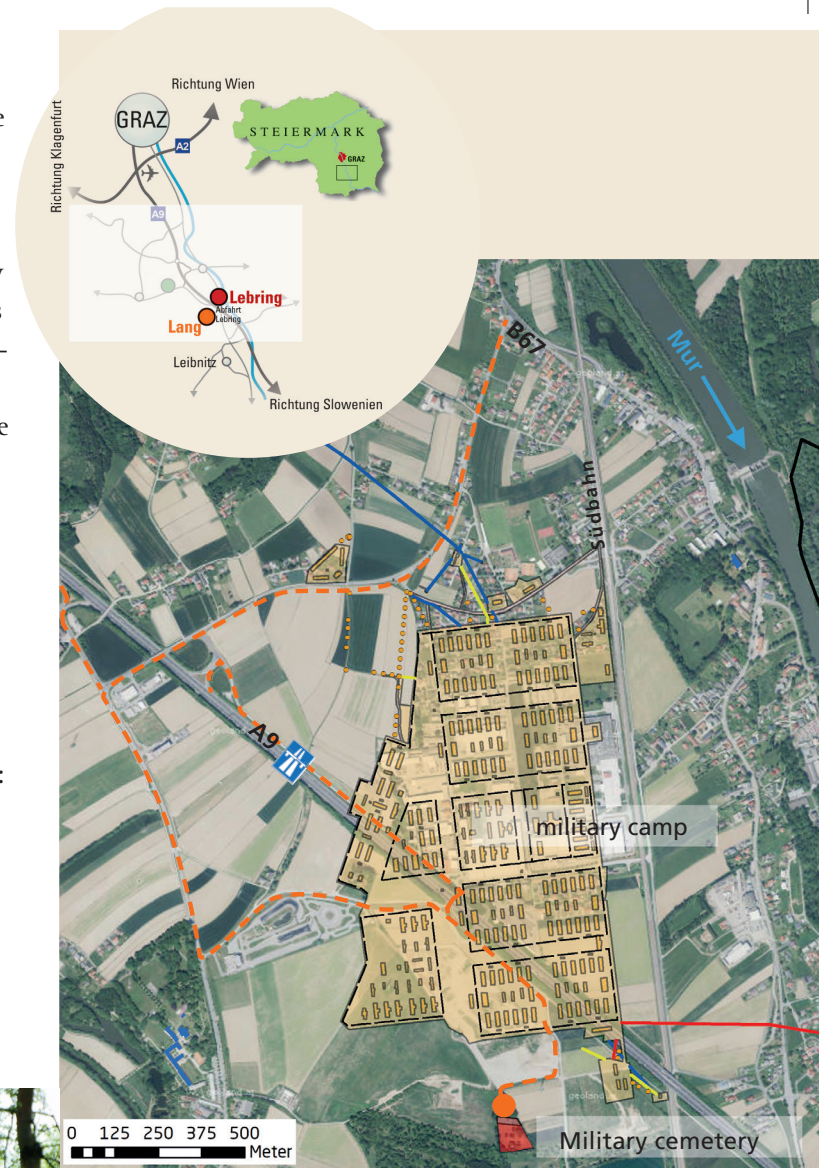 Richtung Wien
Richtung Klagenfurt
GRAZ
A2
STEIERMARK
GRAZ
A9
Lebring
Abfahrt
Lebring
Lang
Leibnitz
Richtung Slowenien
B67
Mur
Südbahn
A9
military camp
Military cemetery
0 125 250 375 500
Meter